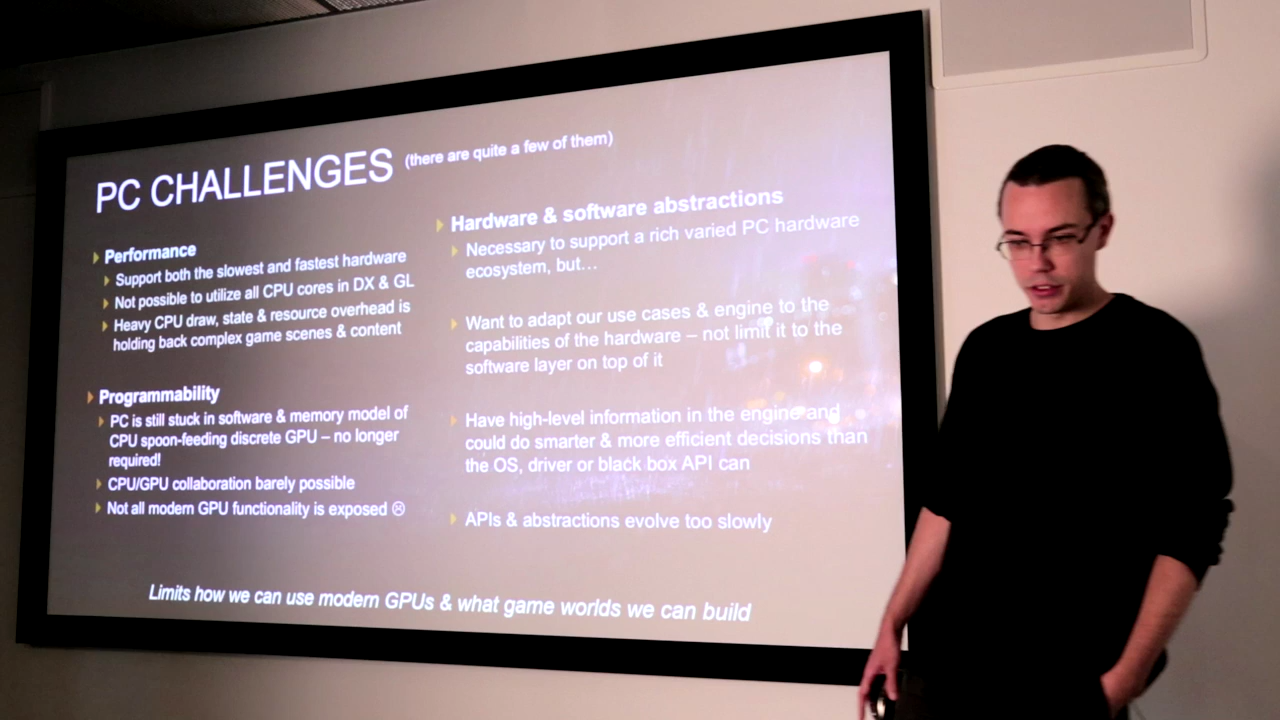 PC CHALLENGES (there are quite a few of them)
Performance
Support both the slowest and fastest hardware
Not possible to utilize all CPU cores in DX & GL
Heavy CPU draw, state & resource overhead is
holding back complex game scenes & content
Programmability
PC is still stuck in software & memory model of
CPU spoon-feeding discrete GPU – no longer
required!
CPU/GPU collaboration barely possible
Not all modern GPU functionality is exposed ☹
Hardware & software abstractions
Necessary to support a rich varied PC hardware
ecosystem, but...
Want to adapt our use cases & engine to the
capabilities of the hardware – not limit it to the
software layer on top of it
Have high-level information in the engine and
could do smarter & more efficient decisions than
the OS, driver or black box API can
APIs & abstractions evolve too slowly
Limits how we can use modern GPUs & what game worlds we can build